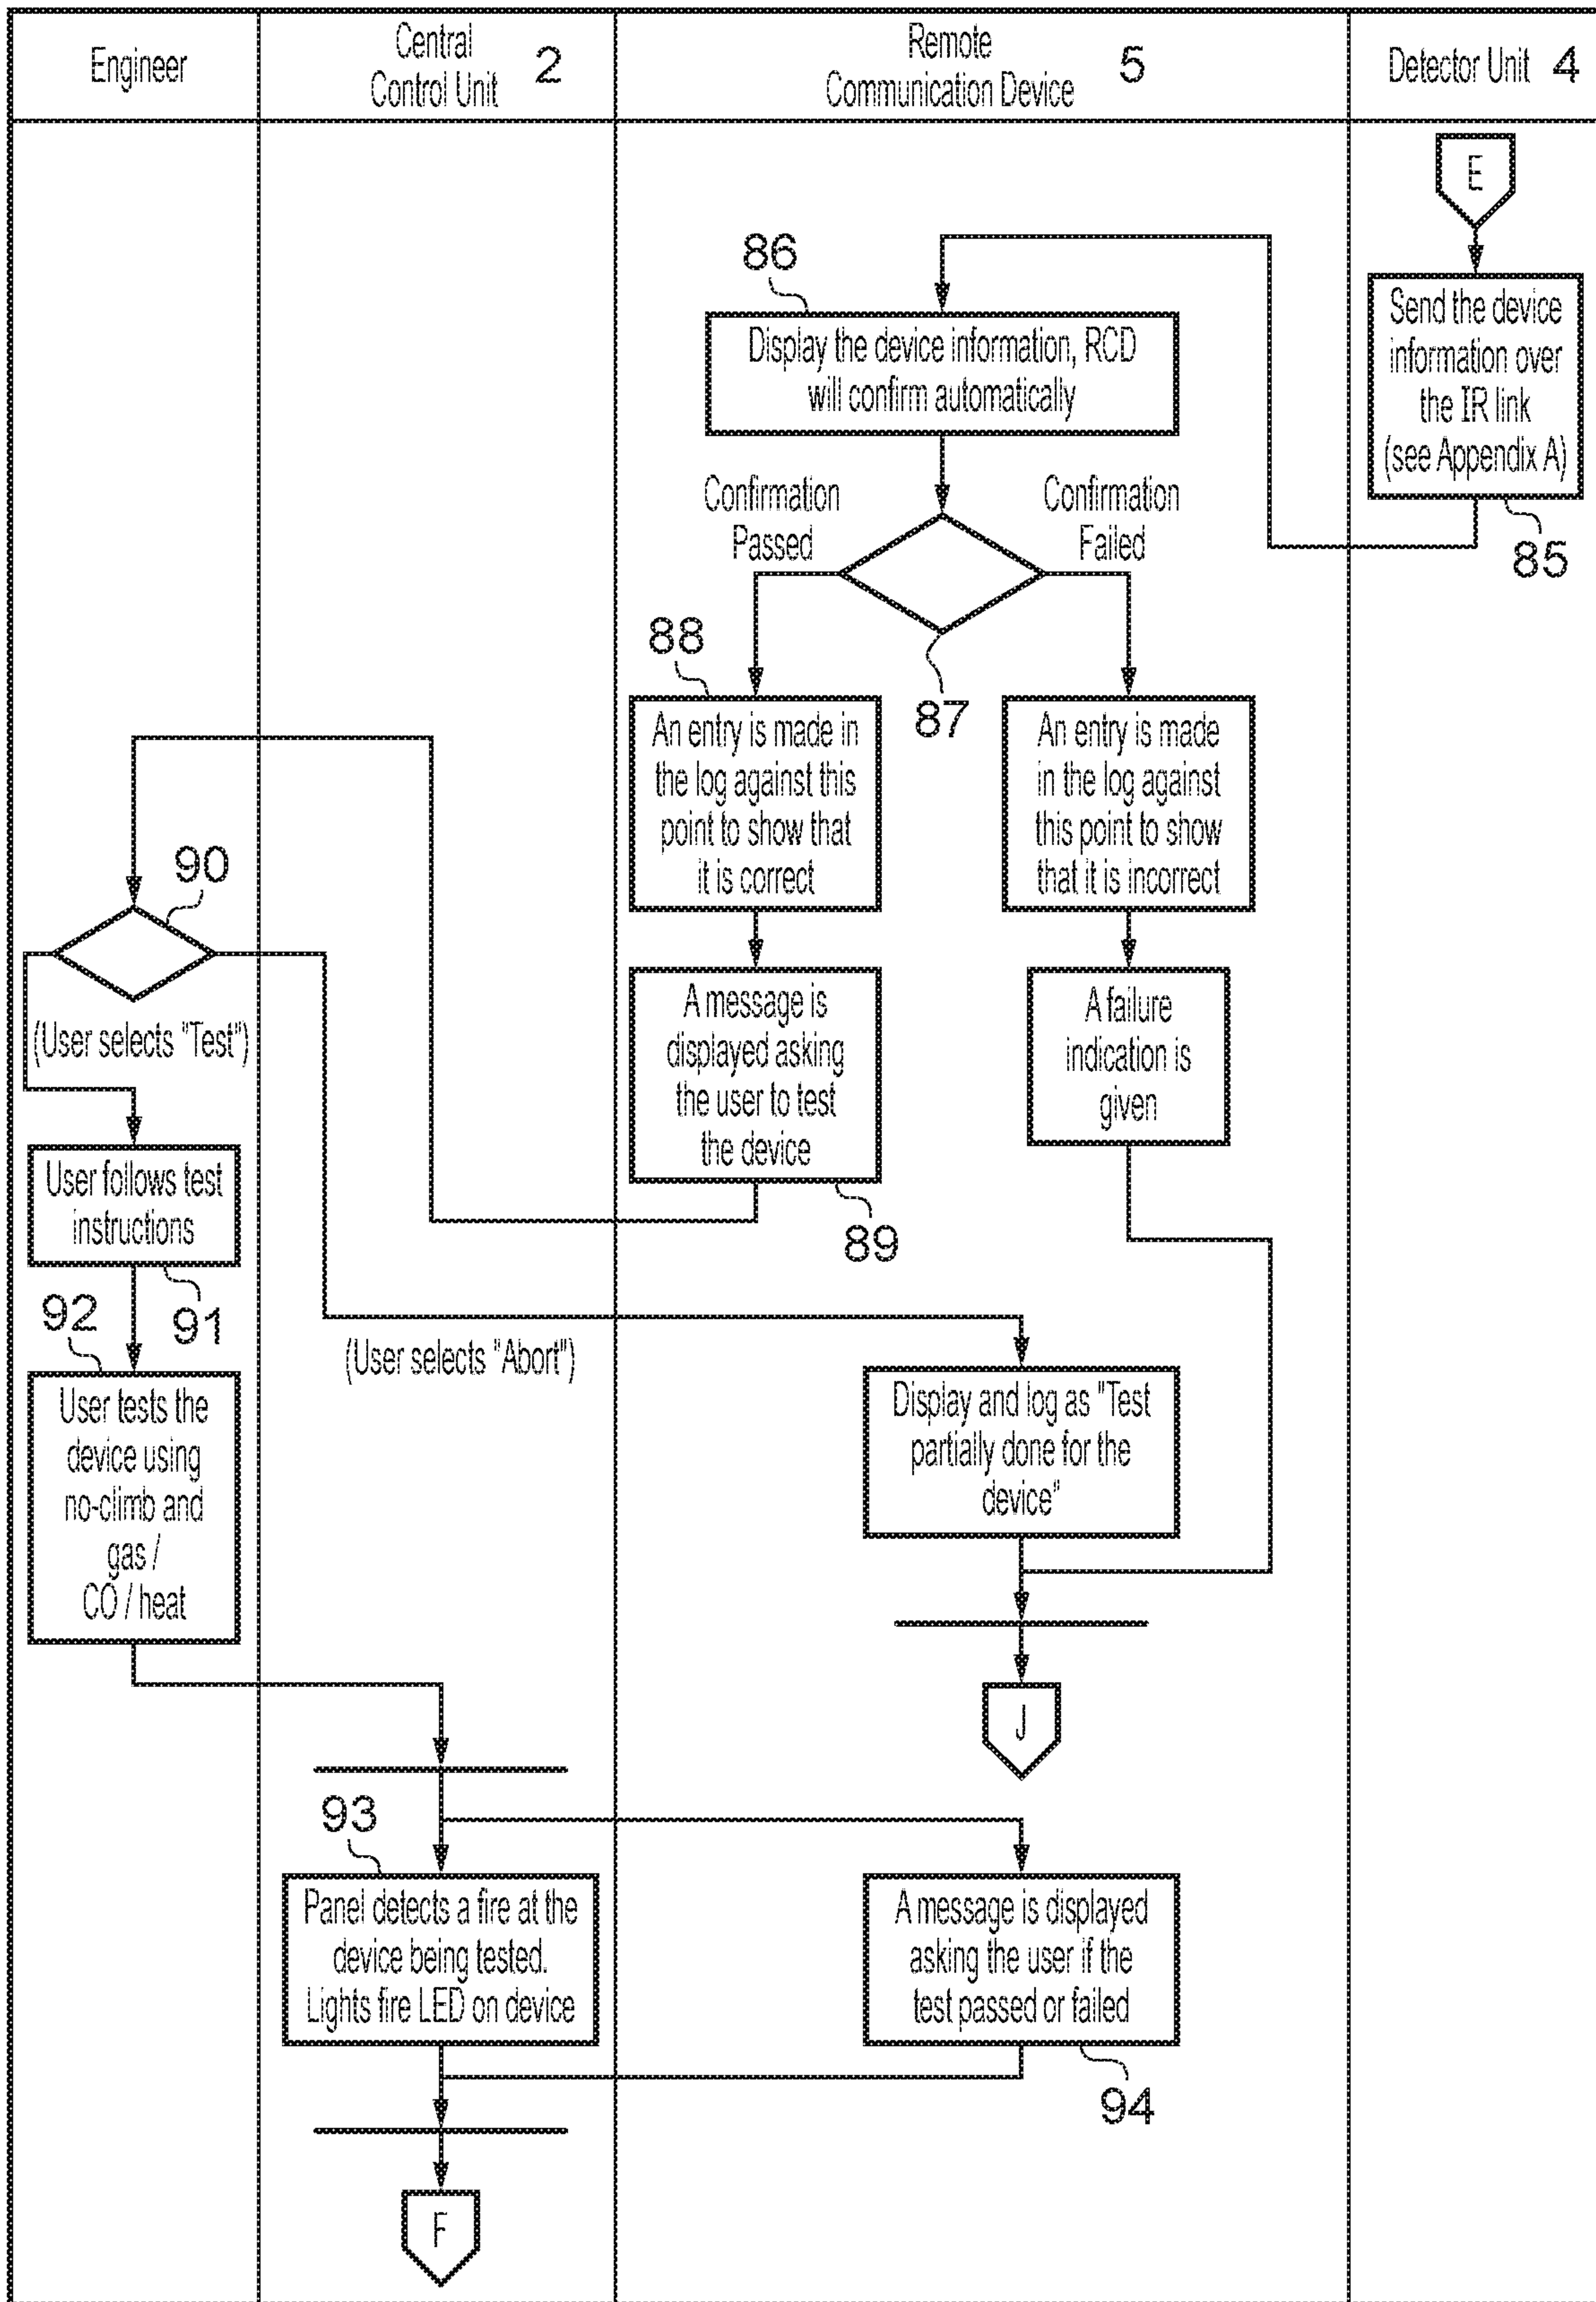 Engineer
Central
Control Unit 2
Remote
Communication Device 5
Detector Unit 4
E
Send the device
information over
the IR link
(see Appendix A)
85
86
Display the device information, RCD
will confirm automatically
Confirmation
Passed
Confirmation
Failed
87
88
An entry is made in
the log against this
point to show that
it is correct
An entry is made
in the log against
this point to show
that it is incorrect
A message is
displayed asking
the user to test
the device
89
A failure
indication is
given
90
(User selects "Test")
User follows test
instructions
91
92
User tests the
device using
no-climb and
gas /
CO / heat
(User selects "Abort")
Display and log as "Test
partially done for the
device"
J
93
Panel detects a fire at the
device being tested.
Lights fire LED on device
A message is displayed
asking the user if the
test passed or failed
94
F